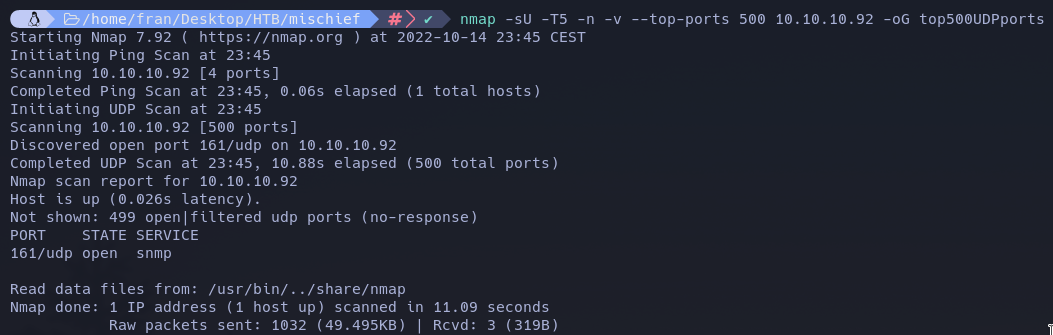 /home/fran/Desktop/HTB/mischief # ✔ nmap -sU -T5 -n -v --top-ports 500 10.10.10.92 -oG top500UDPports
Starting Nmap 7.92 ( https://nmap.org ) at 2022-10-14 23:45 CEST
Initiating Ping Scan at 23:45
Scanning 10.10.10.92 [4 ports]
Completed Ping Scan at 23:45, 0.06s elapsed (1 total hosts)
Initiating UDP Scan at 23:45
Scanning 10.10.10.92 [500 ports]
Discovered open port 161/udp on 10.10.10.92
Completed UDP Scan at 23:45, 10.88s elapsed (500 total ports)
Nmap scan report for 10.10.10.92
Host is up (0.026s latency).
Not shown: 499 open|filtered udp ports (no-response)
PORT    STATE SERVICE
161/udp open  snmp
Read data files from: /usr/bin/../share/nmap
Nmap done: 1 IP address (1 host up) scanned in 11.09 seconds
Raw packets sent: 1032 (49.495KB) | Rcvd: 3 (319B)